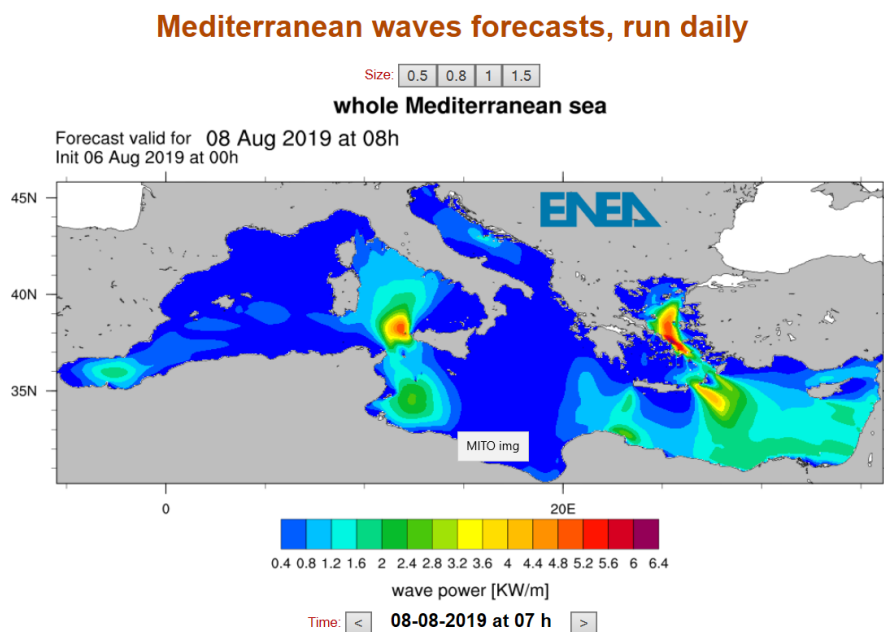 Mediterranean waves forecasts, run daily
Size: 0.5 0.8 1 1.5
whole Mediterranean sea
Forecast valid for 08 Aug 2019 at 08h
Init 06 Aug 2019 at 00h
45N
ENEA
40N
35N
MITO img
0 20E
0.4 0.8 1.2 1.6 2 2.4 2.8 3.2 3.6 4 4.4 4.8 5.2 5.6 6 6.4
wave power [KW/m]
Time: < 08-08-2019 at 07 h >